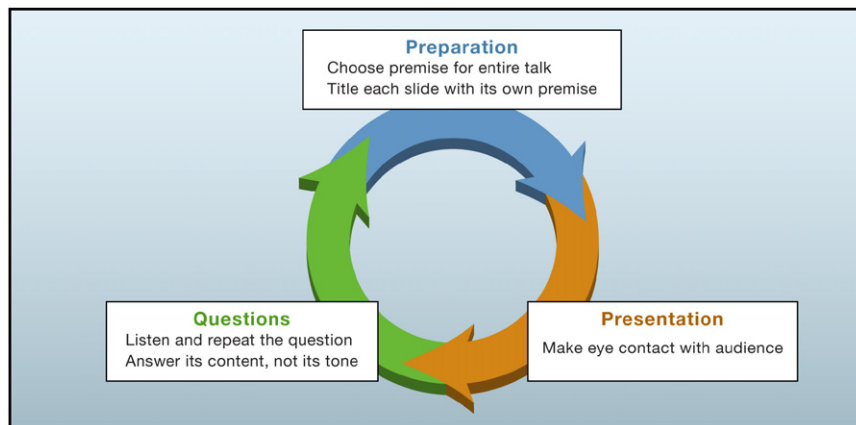 Preparation
Choose premise for entire talk
Title each slide with its own premise
Questions
Listen and repeat the question
Answer its content, not its tone
Presentation
Make eye contact with audience